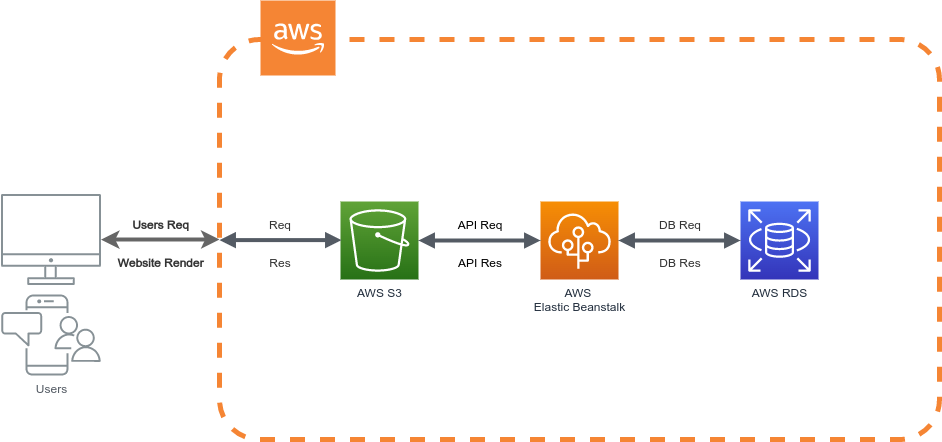 aws
Users Req
Website Render
Req
Res
API Req
API Res
DB Req
DB Res
AWS S3
AWS
Elastic Beanstalk
AWS RDS
Users